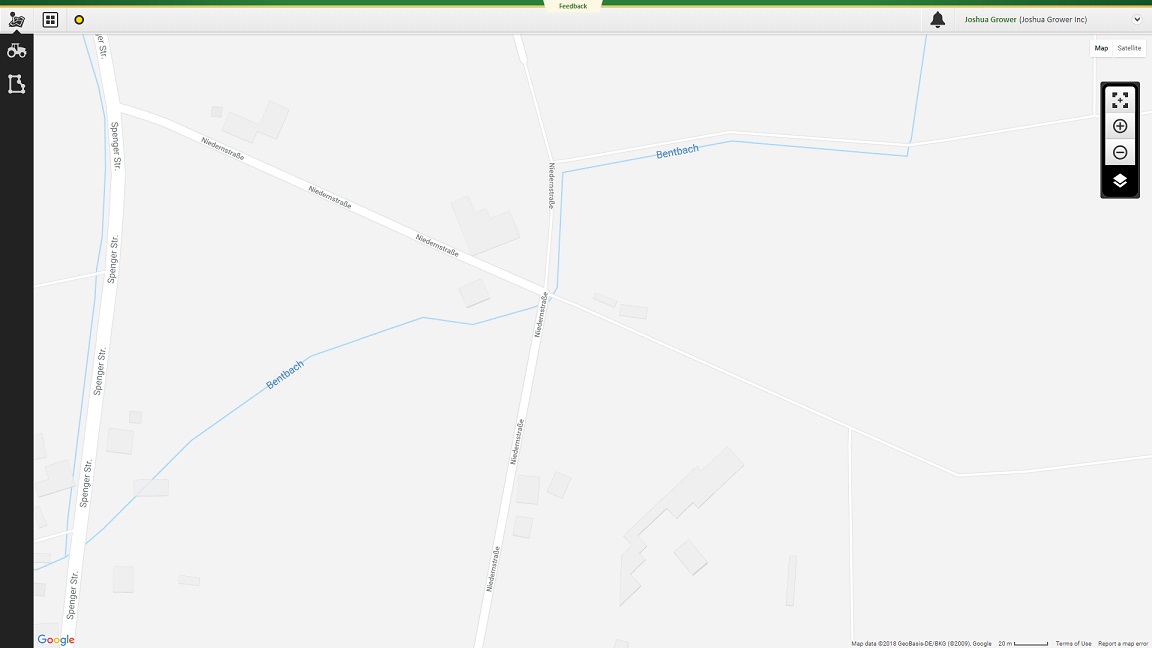 Feedback
Joshua Grower (Joshua Grower Inc)
Map Satellite
er Str.
Spenger Str.
Niedernstraße
Niedernstraße
Niedernstraße
Niedernstraße
Bentbach
Spenger Str.
Niedernstraße
Bentbach
Spenger Str.
Niedernstraße
Spenger Str.
Niedernstraße
Spenger Str.
Google
Map data ©2018 GeoBasis-DE/BKG (©2009), Google 20 m Terms of Use Report a map error